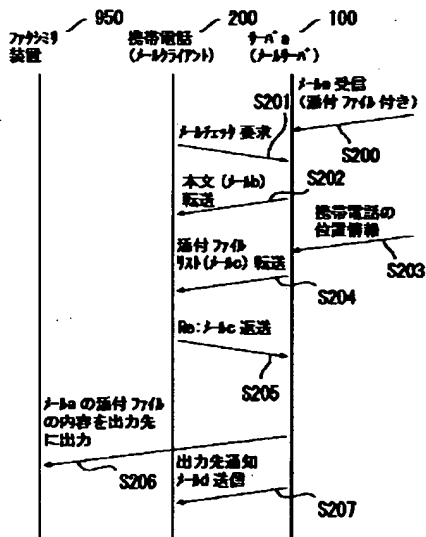 950
200
100
ﾌｧｸｼﾐﾘ
装置
携帯電話
(ﾒｰﾙｸﾗｲｱﾝﾄ)
ｻｰﾊﾞa
(ﾒｰﾙｻｰﾊﾞ)
S201
ﾒｰﾙa 受信
(添付 ﾌｧｲﾙ 付き)
ﾒｰﾙﾁｪｯｸ 要求
S200
本文 (ﾒｰﾙb)
転送
S202
携帯電話の
位置情報
添付 ﾌｧｲﾙ
ﾘｽﾄ(ﾒｰﾙc) 転送
S203
S204
Re:ﾒｰﾙc 返送
S205
ﾒｰﾙa の添付 ﾌｧｲﾙ
の内容を出力先
に出力
S206
出力先通知
ﾒｰﾙd 送信
S207